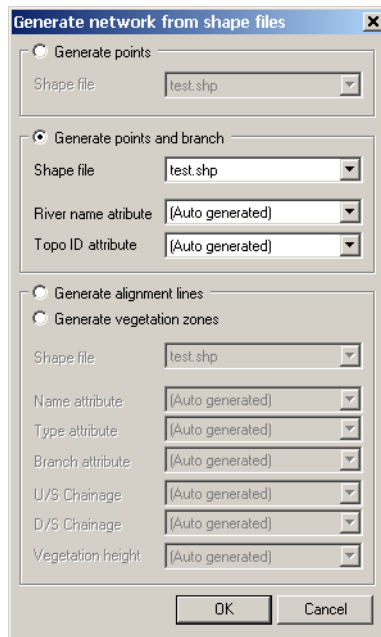 Generate network from shape files
Generate points
Shape file test.shp
Generate points and branch
Shape file test.shp
River name atribute (Auto generated)
Topo ID attribute (Auto generated)
Generate alignment lines
Generate vegetation zones
Shape file test.shp
Name attribute (Auto generated)
Type attribute (Auto generated)
Branch attribute (Auto generated)
U/S Chainage (Auto generated)
D/S Chainage (Auto generated)
Vegetation height (Auto generated)
OK Cancel